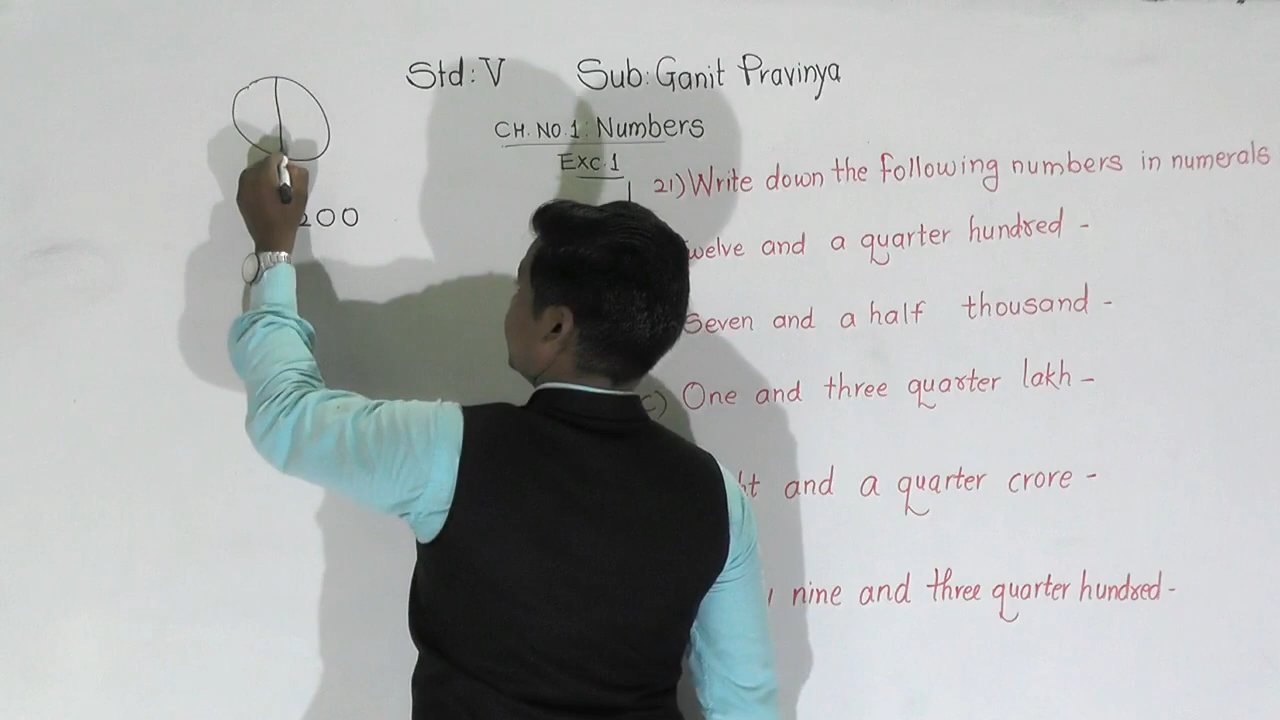 Std: V Sub: Ganit Pravinya
CH. NO. 1: Numbers
Exc. 1
21) Write down the following numbers in numerals
200
welve and a quarter hundred -
Seven and a half thousand -
c) One and three quarter lakh -
ht and a quarter crore -
nine and three quarter hundred -